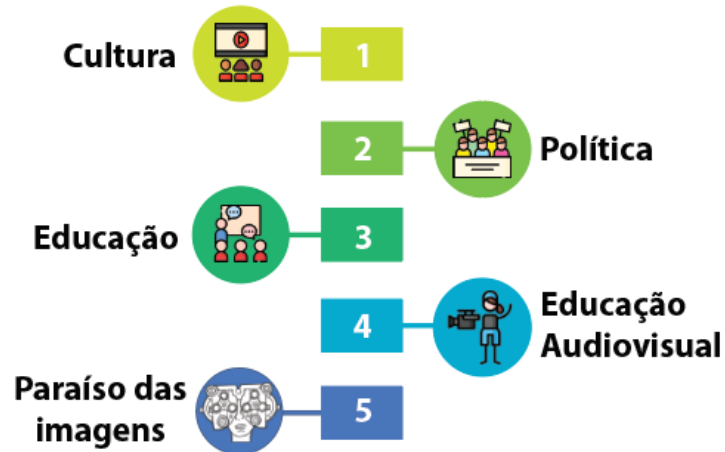 Cultura
1
2
Política
Educação
3
4
Educação
Audiovisual
Paraíso das
imagens
5